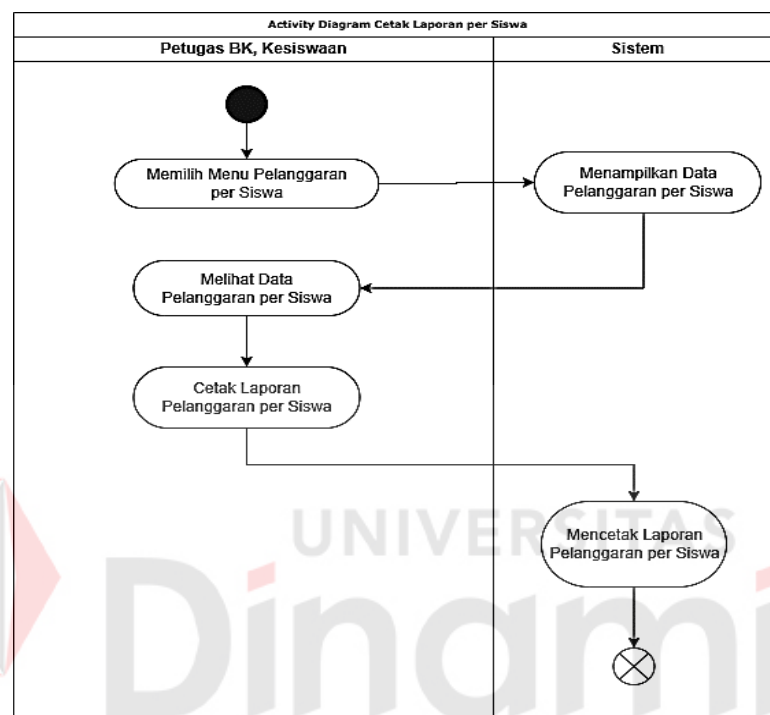 Activity Diagram Cetak Laporan per Siswa
Petugas BK, Kesiswaan
Sistem
Memilih Menu Pelanggaran
per Siswa
Menampilkan Data
Pelanggaran per Siswa
Melihat Data
Pelanggaran per Siswa
Cetak Laporan
Pelanggaran per Siswa
Mencetak Laporan
Pelanggaran per Siswa
UNIVERSITAS
Dinami